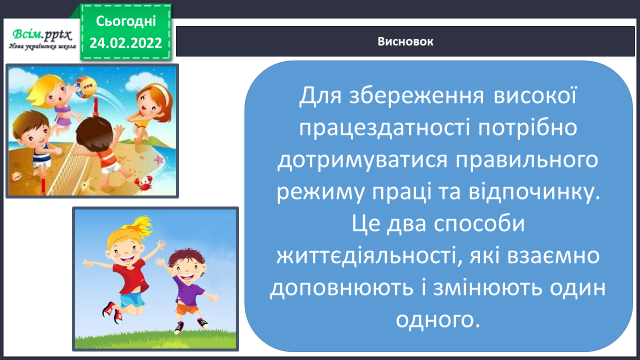 Всім.pptx
Нова українська школа
Сьогодні
24.02.2022
Висновок
Для збереження високої
працездатності потрібно
дотримуватися правильного
режиму праці та відпочинку.
Це два способи
життєдіяльності, які взаємно
доповнюють і змінюють один
одного.